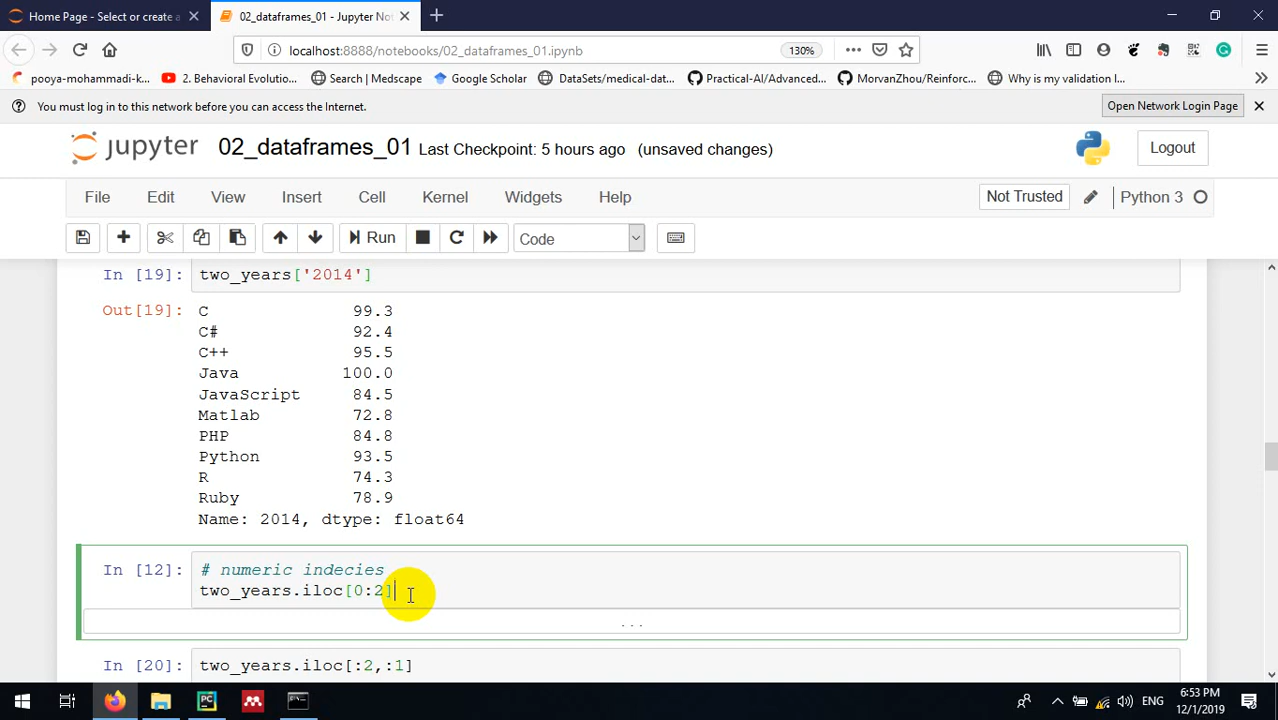 Home Page - Select or create a
02_dataframes_01 - Jupyter Not
localhost:8888/notebooks/02_dataframes_01.ipynb
130%
pooya-mohammadi-k...
2. Behavioral Evolutio...
Search | Medscape
Google Scholar
DataSets/medical-dat...
Practical-AI/Advanced...
MorvanZhou/Reinforc...
Why is my validation l...
You must log in to this network before you can access the Internet.
Open Network Login Page
jupyter
02_dataframes_01 Last Checkpoint: 5 hours ago (unsaved changes)
Logout
File Edit View Insert Cell Kernel Widgets Help
Not Trusted
Python 3
Run
Code
In [19]: two_years['2014']
Out[19]: C 99.3
C# 92.4
C++ 95.5
Java 100.0
JavaScript 84.5
Matlab 72.8
PHP 84.8
Python 93.5
R 74.3
Ruby 78.9
Name: 2014, dtype: float64
In [12]: # numeric indecies
two_years.iloc[0:2]
...
In [20]: two_years.iloc[:2,:1]
ENG
6:53 PM
12/1/2019